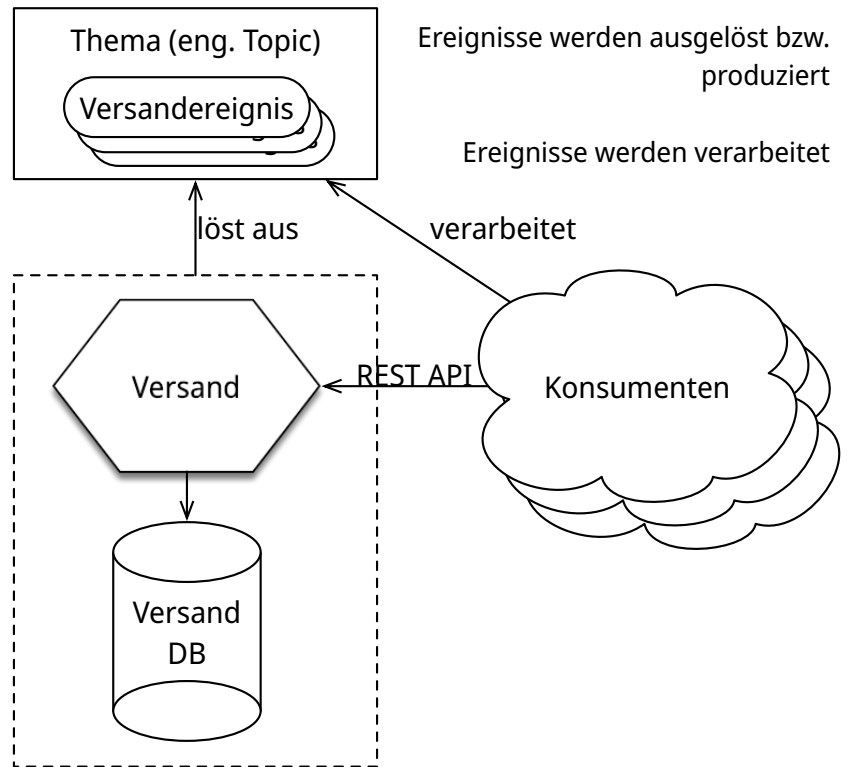 Thema (eng. Topic)
Versandereignis
Ereignisse werden ausgelöst bzw.
produziert
Ereignisse werden verarbeitet
löst aus
verarbeitet
Versand
REST API
Konsumenten
Versand
DB